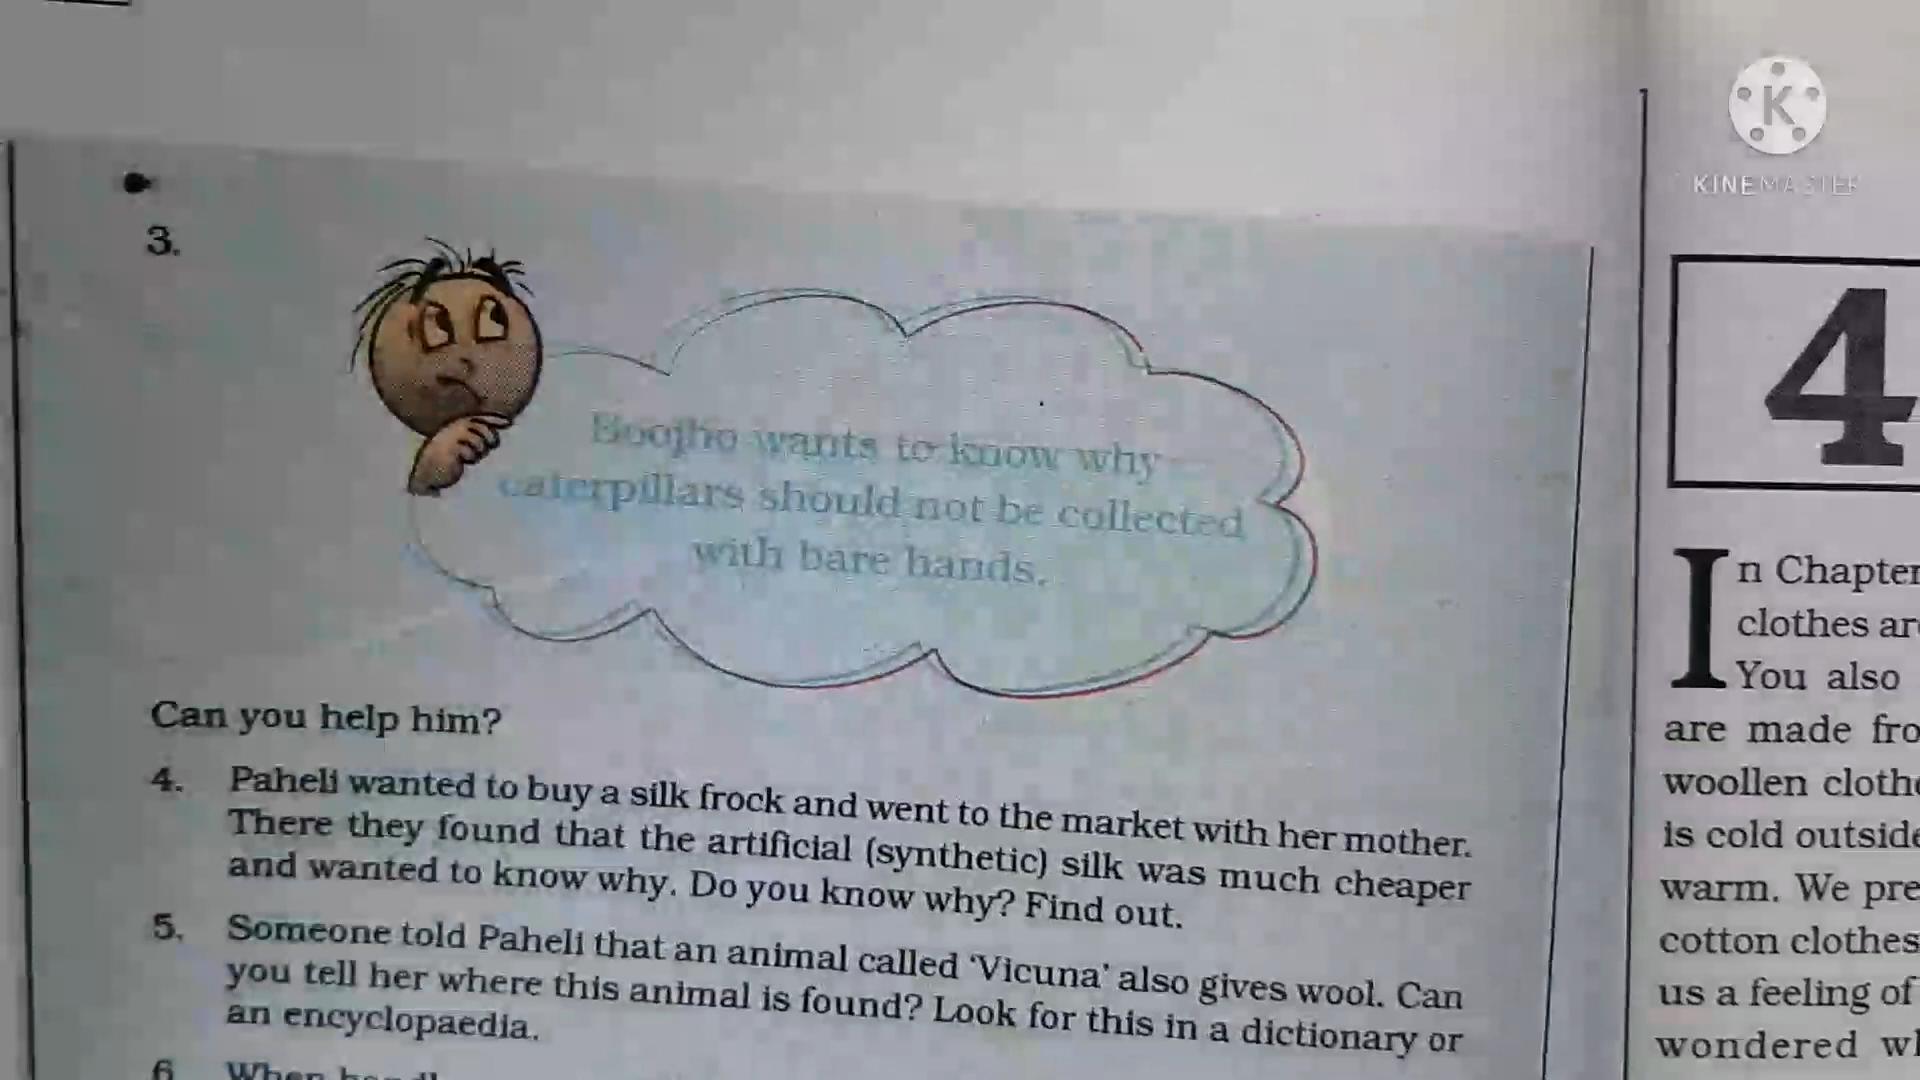 3.
Boojho wants to know why
caterpillars should not be collected
with bare hands.
Can you help him?
4. Paheli wanted to buy a silk frock and went to the market with her mother.
There they found that the artificial (synthetic) silk was much cheaper
and wanted to know why. Do you know why? Find out.
5. Someone told Paheli that an animal called ‘Vicuna’ also gives wool. Can
you tell her where this animal is found? Look for this in a dictionary or
an encyclopaedia.
6. When
K
KINEMASTER
4
In Chapter
clothes
You also
are made
woollen
is cold outside
warm. We
cotton clothes
us a feeling of
wondered